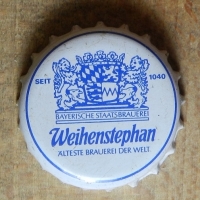 SEIT 1040
BAYERISCHE STAATSBRAUEREI
Weihenstephan
ÄLTESTE BRAUEREI DER WELT